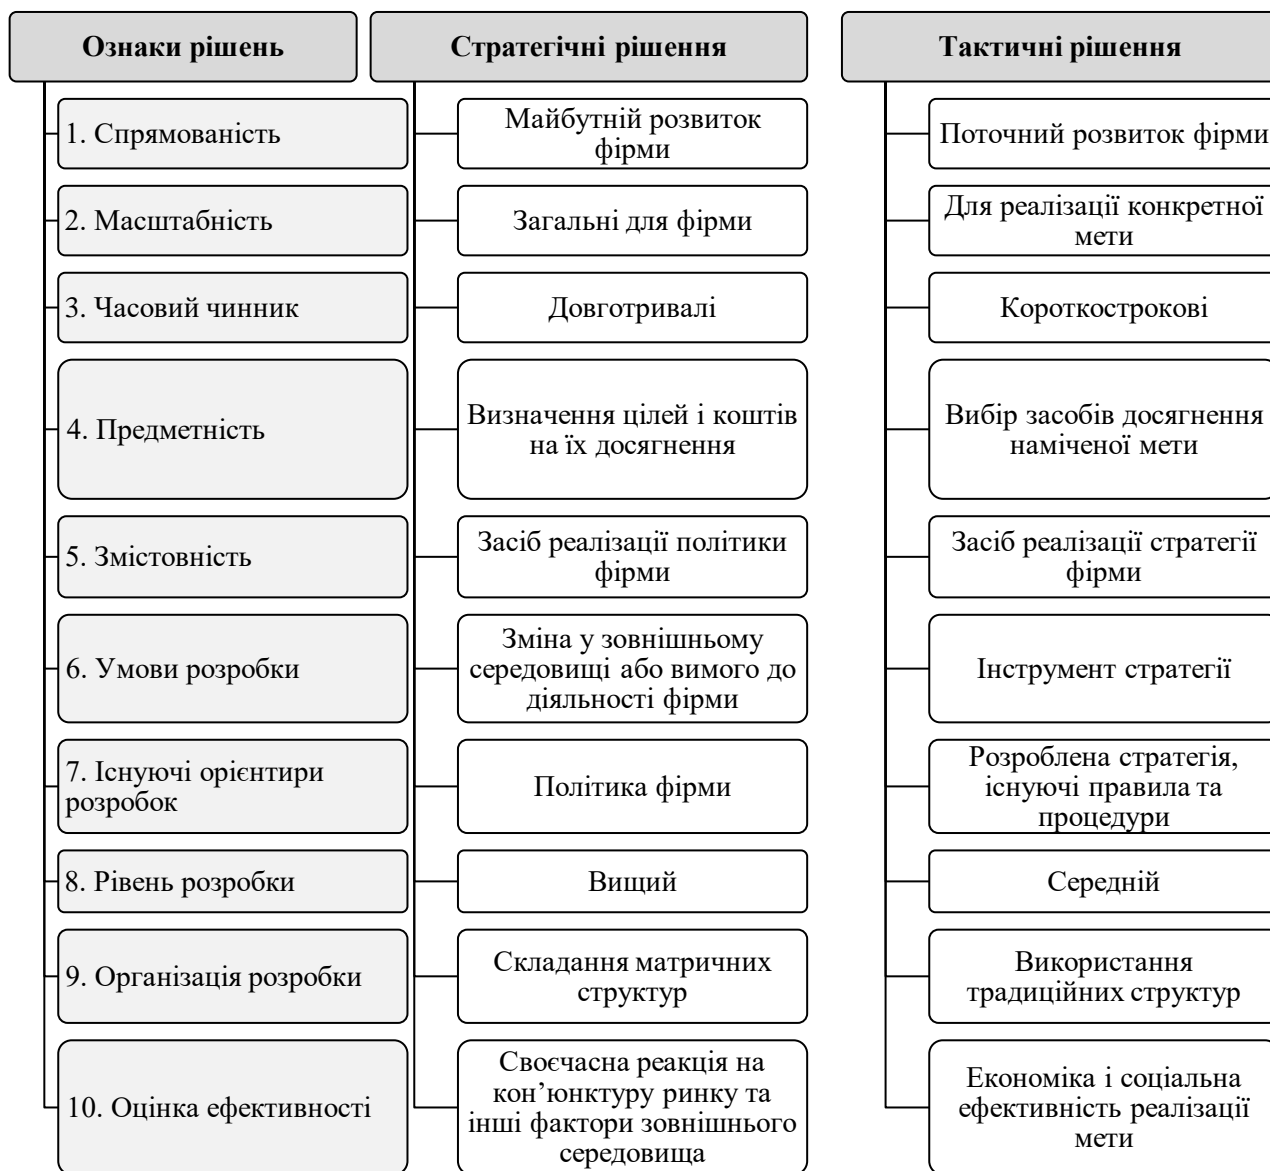 Ознаки рішень
Стратегічні рішення
Тактичні рішення
1. Спрямованість
Майбутній розвиток
фірми
Поточний розвиток фірми
2. Масштабність
Загальні для фірми
Для реалізації конкретної
мети
3. Часовий чинник
Довготривалі
Короткострокові
4. Предметність
Визначення цілей і коштів
на їх досягнення
Вибір засобів досягнення
наміченої мети
5. Змістовність
Засіб реалізації політики
фірми
Засіб реалізації стратегії
фірми
6. Умови розробки
Зміна у зовнішньому
середовищі або вимого до
діяльності фірми
Інструмент стратегії
7. Існуючі орієнтири
розробок
Політика фірми
Розроблена стратегія,
існуючі правила та
процедури
8. Рівень розробки
Вищий
Середній
9. Організація розробки
Складання матричних
структур
Використання
традиційних структур
10. Оцінка ефективності
Своєчасна реакція на
кон’юнктуру ринку та
інші фактори зовнішнього
середовища
Економіка і соціальна
ефективність реалізації
мети